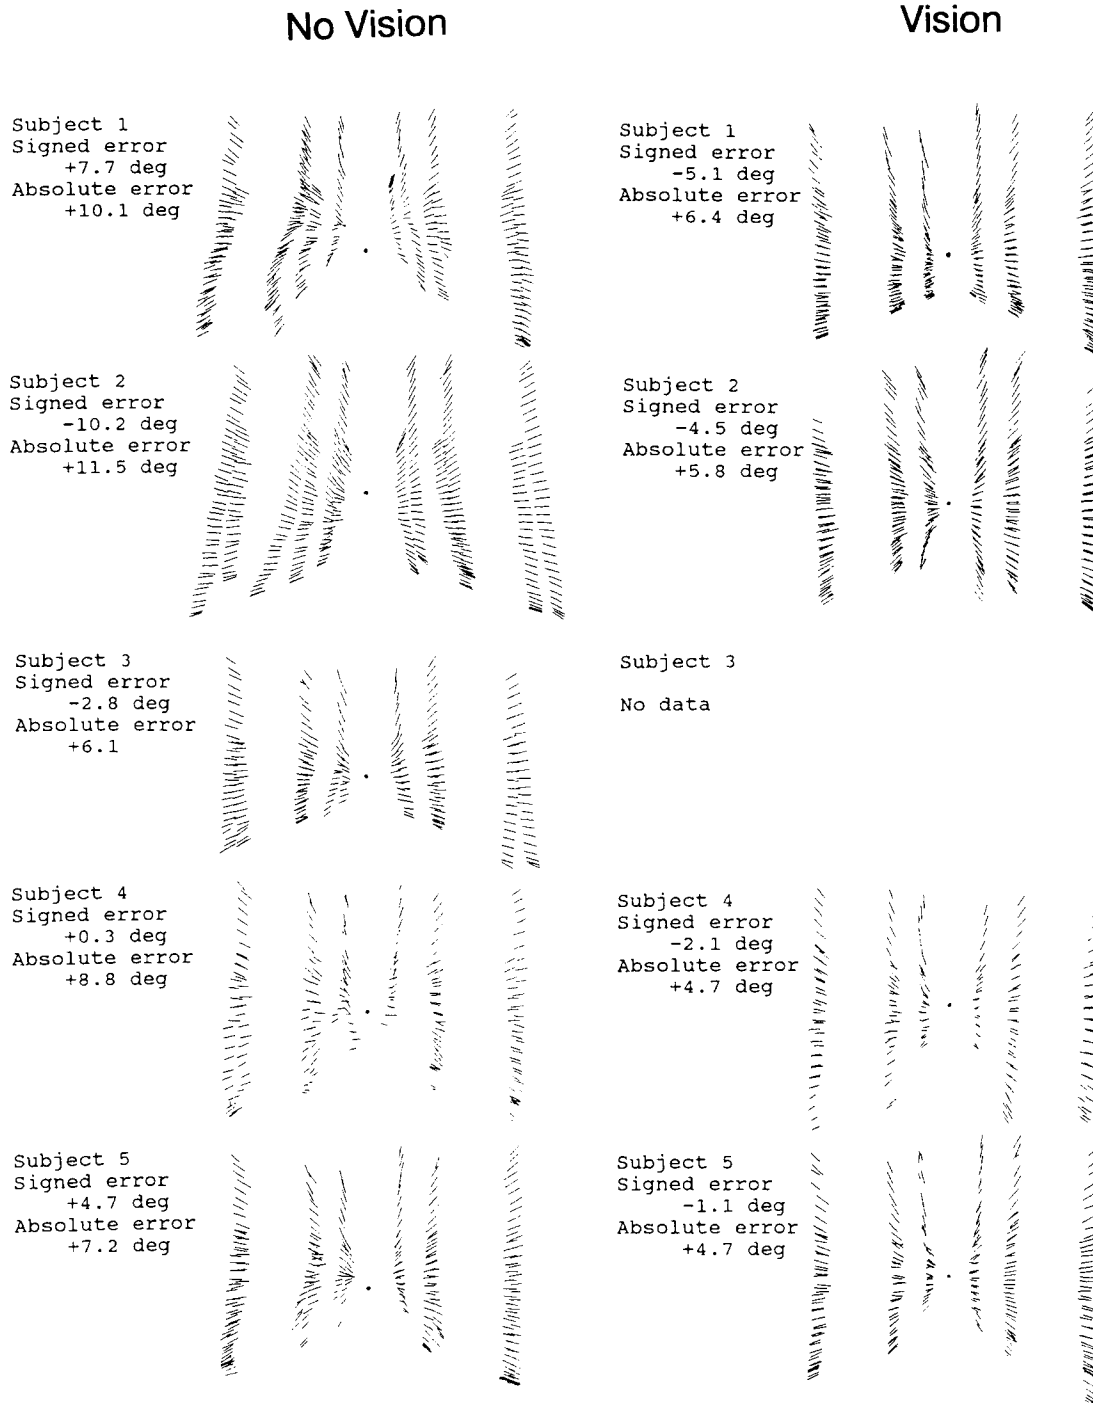 No Vision
Vision
Subject 1
Signed error
+7.7 deg
Absolute error
+10.1 deg
Subject 1
Signed error
-5.1 deg
Absolute error
+6.4 deg
Subject 2
Signed error
-10.2 deg
Absolute error
+11.5 deg
Subject 2
Signed error
-4.5 deg
Absolute error
+5.8 deg
Subject 3
Signed error
-2.8 deg
Absolute error
+6.1
Subject 3
No data
Subject 4
Signed error
+0.3 deg
Absolute error
+8.8 deg
Subject 4
Signed error
-2.1 deg
Absolute error
+4.7 deg
Subject 5
Signed error
+4.7 deg
Absolute error
+7.2 deg
Subject 5
Signed error
-1.1 deg
Absolute error
+4.7 deg